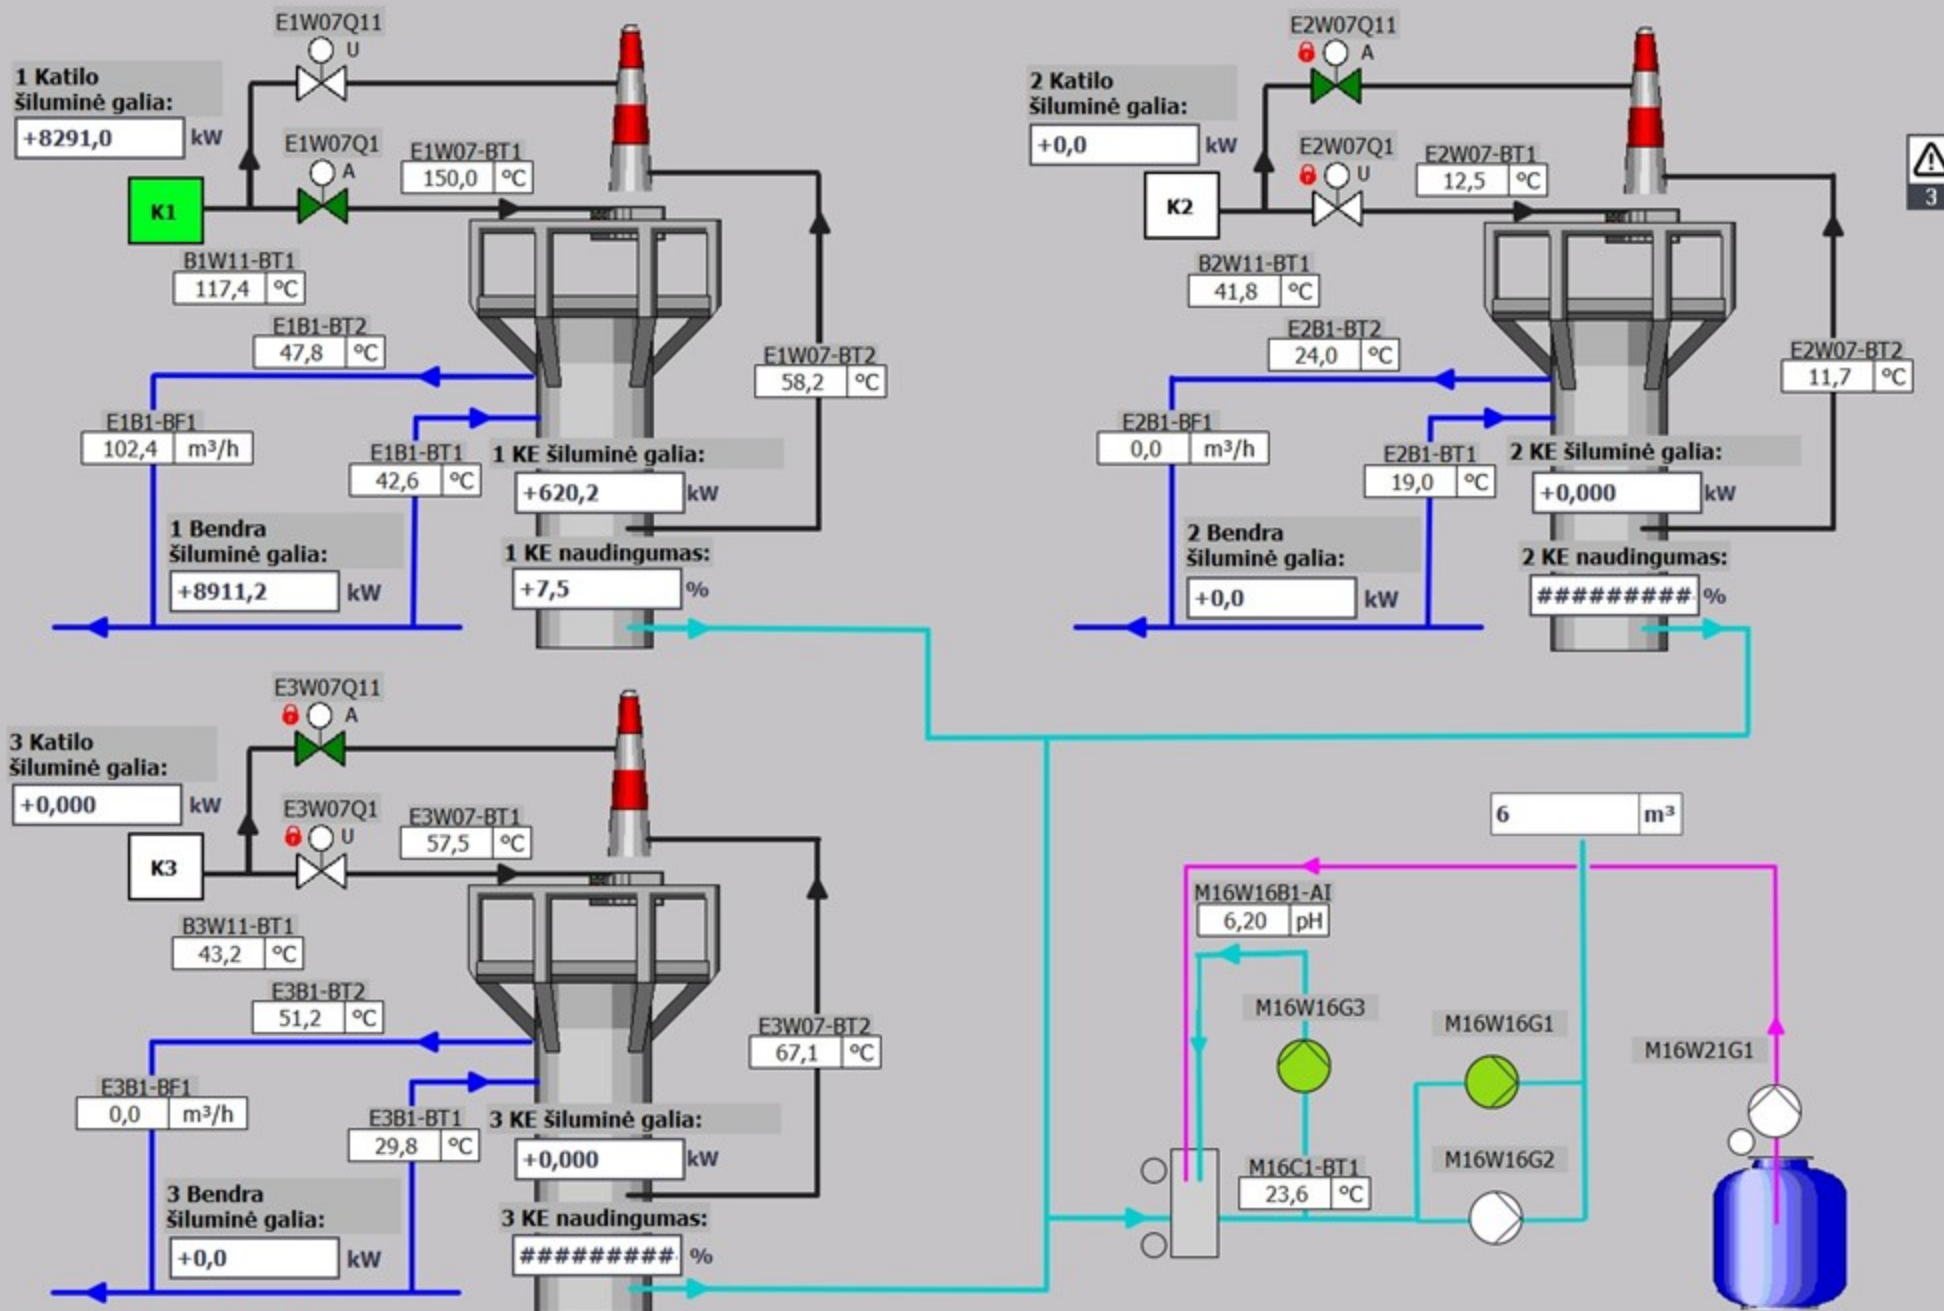 E1W07Q11
U
1 Katilo
šiluminė galia:
+8291,0 kW
E1W07Q1
A
E1W07-BT1
150,0 °C
K1
B1W11-BT1
117,4 °C
E1B1-BT2
47,8 °C
E1W07-BT2
58,2 °C
E1B1-BF1
102,4 m³/h
E1B1-BT1
42,6 °C
1 KE šiluminė galia:
+620,2 kW
1 Bendra
šiluminė galia:
+8911,2 kW
1 KE naudingumas:
+7,5 %
E2W07Q11
A
2 Katilo
šiluminė galia:
+0,0 kW
E2W07Q1
U
E2W07-BT1
12,5 °C
3
K2
B2W11-BT1
41,8 °C
E2B1-BT2
24,0 °C
E2W07-BT2
11,7 °C
E2B1-BF1
0,0 m³/h
E2B1-BT1
19,0 °C
2 KE šiluminė galia:
+0,000 kW
2 Bendra
šiluminė galia:
+0,0 kW
2 KE naudingumas:
######### %
E3W07Q11
A
3 Katilo
šiluminė galia:
+0,000 kW
E3W07Q1
U
E3W07-BT1
57,5 °C
K3
B3W11-BT1
43,2 °C
E3B1-BT2
51,2 °C
E3W07-BT2
67,1 °C
E3B1-BF1
0,0 m³/h
E3B1-BT1
29,8 °C
3 KE šiluminė galia:
+0,000 kW
3 Bendra
šiluminė galia:
+0,0 kW
3 KE naudingumas:
######### %
6 m³
M16W16B1-AI
6,20 pH
M16W16G3
M16W16G1
M16W21G1
M16W16G2
M16C1-BT1
23,6 °C